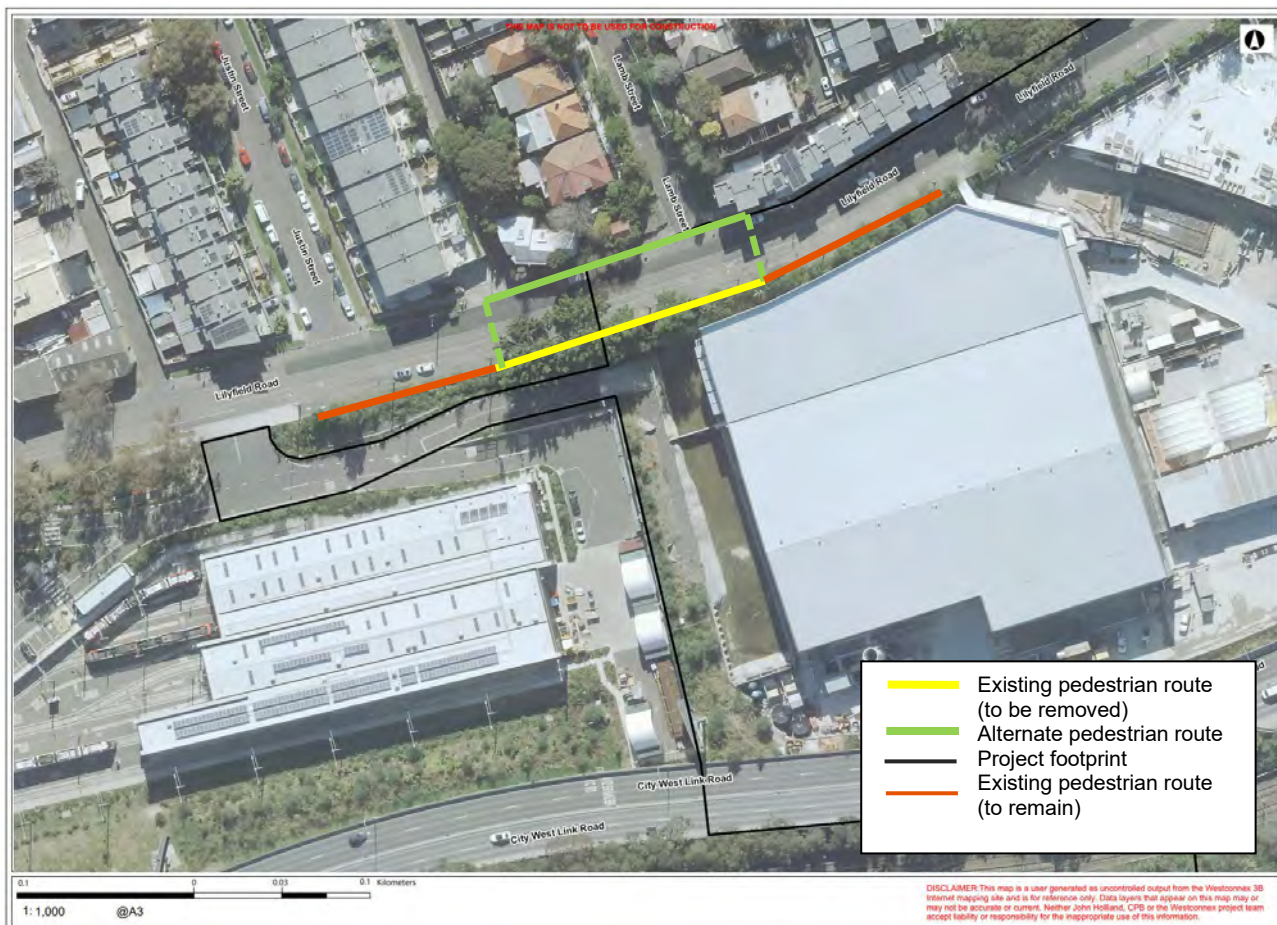 THIS MAP IS NOT TO BE USED FOR CONSTRUCTION
Justin Street
Lamb Street
Lilyfield Road
Lamb Street
Lilyfield Road
Justin Street
Lilyfield Road
City West Link Road
City West Link Road
Existing pedestrian route
(to be removed)
Alternate pedestrian route
Project footprint
Existing pedestrian route
(to remain)
0.1 0 0.03 0.1 Kilometers
1: 1,000 @A3
DISCLAIMER:This map is a user generated as uncontrolled output from the Westconnex 3B
Internet mapping site and is for reference only. Data layers that appear on this map may or
may not be accurate or current. Neither John Holland, CPB or the Westconnex project team
accept liability or responsibility for the inappropriate use of this information.